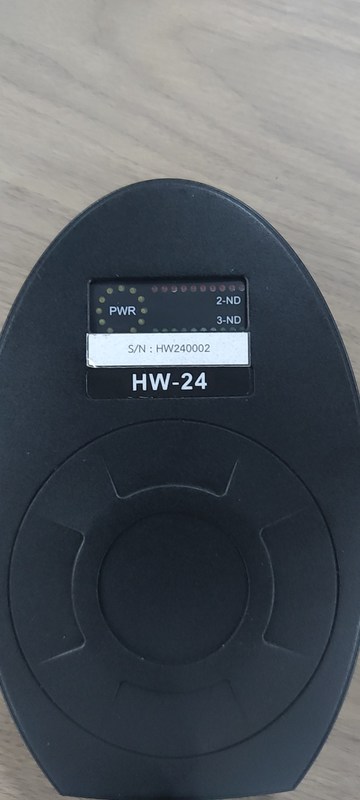 PWR
2-ND
3-ND
S/N : HW240002
HW-24